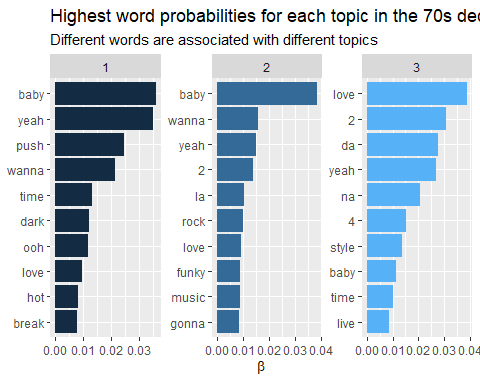 Highest word probabilities for each topic in the 70s dec
Different words are associated with different topics
1
baby
yeah
push
wanna
time
dark
ooh
love
hot
break
0.00 0.01 0.02 0.03
2
baby
wanna
yeah
2
la
rock
love
funky
music
gonna
0.00 0.01 0.02 0.03 0.04
3
love
2
da
yeah
na
4
style
baby
time
live
0.00 0.01 0.02 0.03 0.04
β